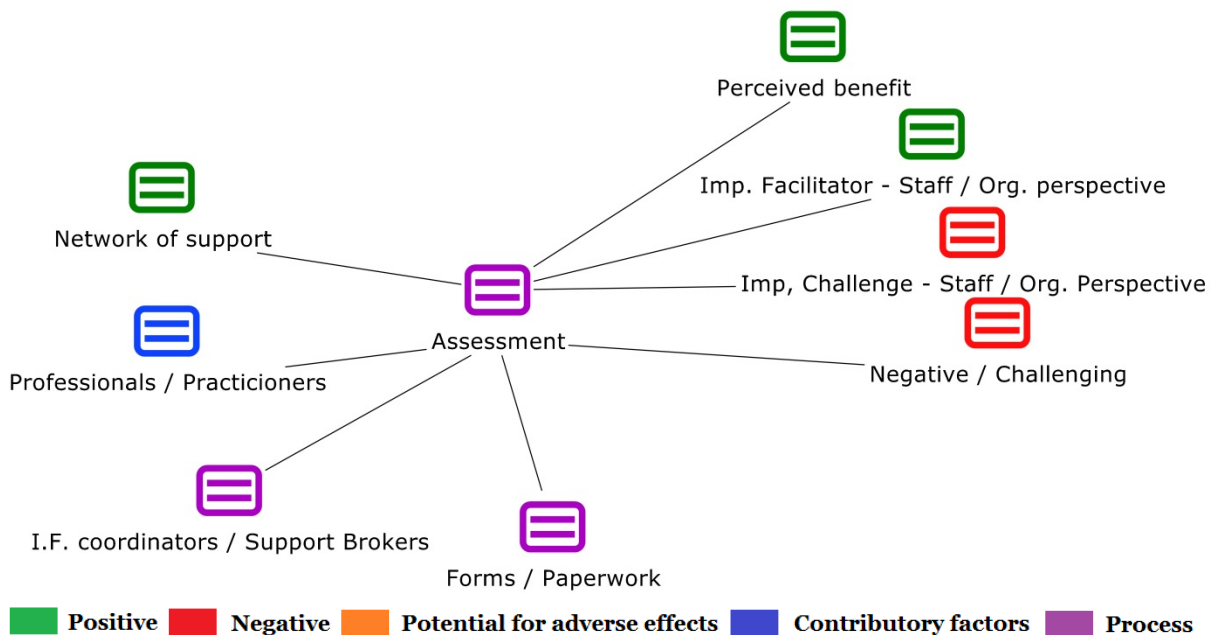 Perceived benefit
Imp. Facilitator - Staff / Org. perspective
Network of support
Imp, Challenge - Staff / Org. Perspective
Assessment
Professionals / Practicioners
Negative / Challenging
I.F. coordinators / Support Brokers
Forms / Paperwork
Positive Negative Potential for adverse effects Contributory factors Process